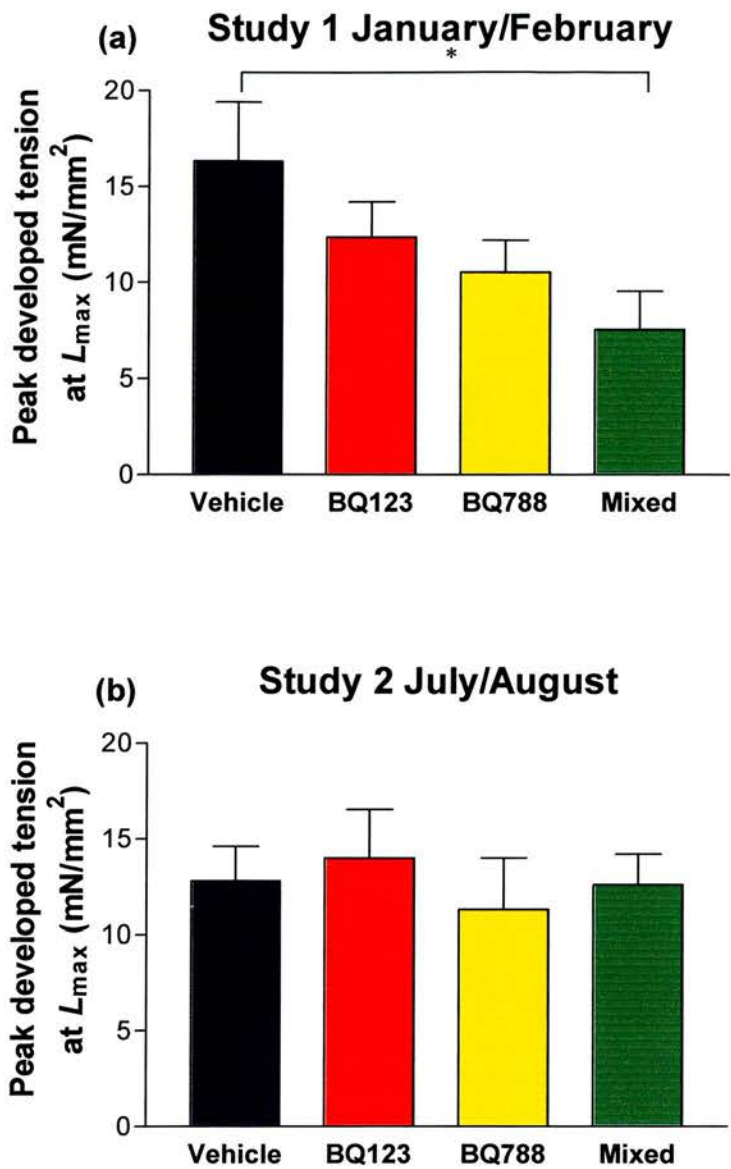 (a) Study 1 January/February
*
Peak developed tension
at Lmax (mN/mm²)
20
15
10
5
0
Vehicle BQ123 BQ788 Mixed
(b) Study 2 July/August
Peak developed tension
at Lmax (mN/mm²)
20
15
10
5
0
Vehicle BQ123 BQ788 Mixed